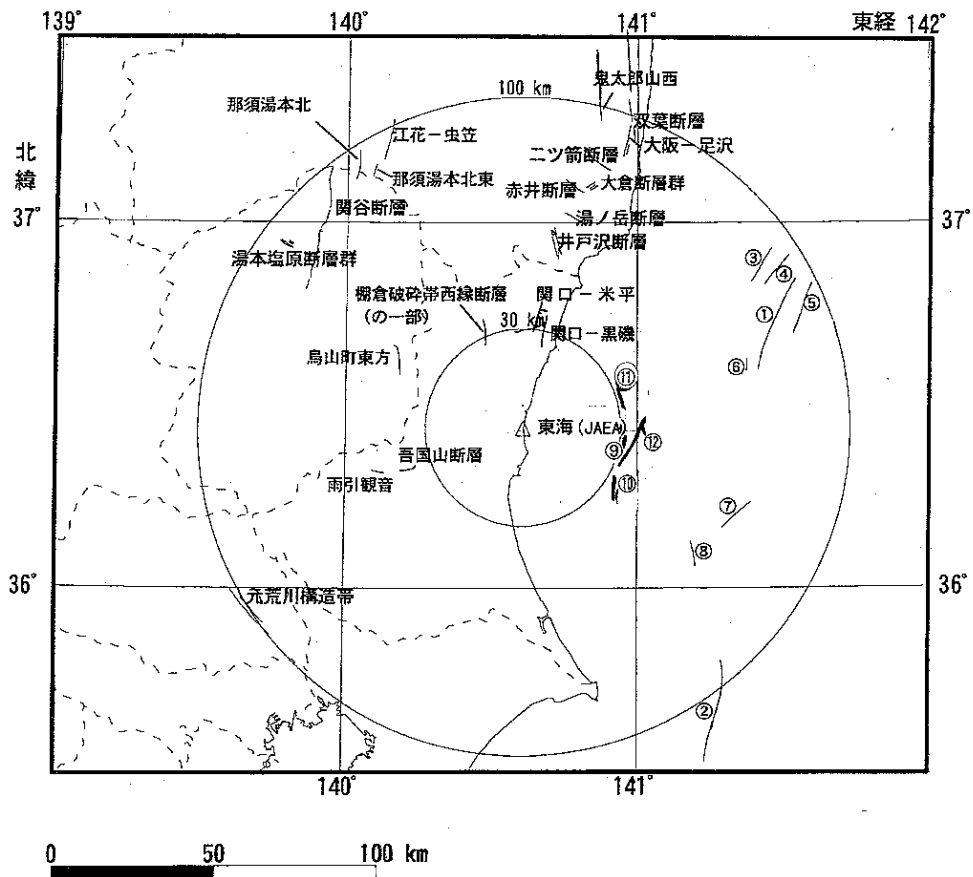 139°
140°
141°
東経
142°
北緯
100 km
鬼太郎山西
那須湯本北
双葉断層
江花－虫笠
大阪－足沢
二ツ箭断層
那須湯本北東
赤井断層
大倉断層群
37°
37°
関谷断層
湯ノ岳断層
井戸沢断層
湯本塩原断層群
③
④
棚倉破砕帯西縁断層
(の一部)
関口－米平
⑤
①
30 km
関口－黒磯
烏山町東方
⑥
⑪
東海 (JAEA)
⑫
⑨
吾国山断層
雨引観音
⑩
⑦
⑧
36°
36°
元荒川構造帯
②
140°
141°
0
50
100 km